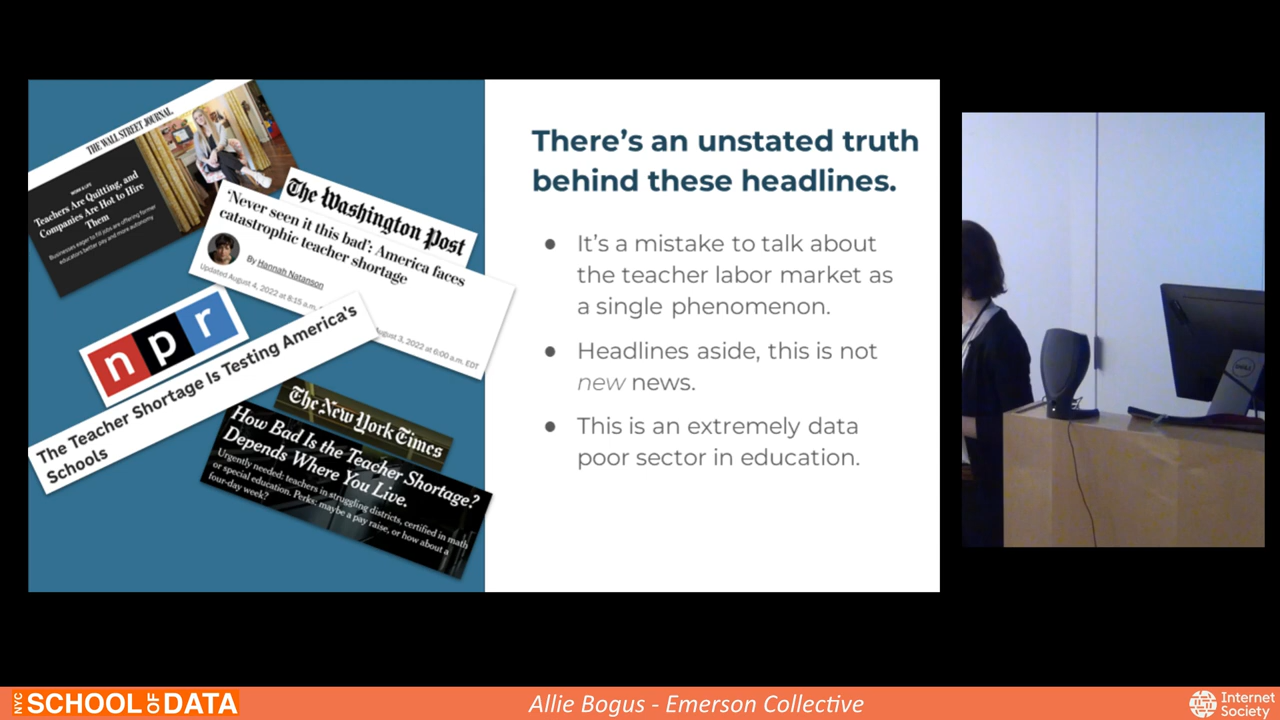 THE WALL STREET JOURNAL.
WORK & LIFE
Teachers Are Quitting, and
Companies Are Hot to Hire
Them
Businesses eager to fill jobs are offering former
educators better pay and more autonomy
The Washington Post
‘Never seen it this bad’: America faces
catastrophic teacher shortage
By Hannah Natanson
Updated August 4, 2022 at 8:15 a.m.
August 3, 2022 at 6:00 a.m. EDT
npr
The Teacher Shortage Is Testing America's
Schools
The New York Times
How Bad Is the Teacher Shortage?
Depends Where You Live.
Urgently needed: teachers in struggling districts, certified in math
or special education. Perks: maybe a pay raise, or how about a
four-day week?
There’s an unstated truth
behind these headlines.
● It’s a mistake to talk about
the teacher labor market as
a single phenomenon.
● Headlines aside, this is not
new news.
● This is an extremely data
poor sector in education.
DELL
NYC SCHOOL OF DATA
Allie Bogus - Emerson Collective
Internet
Society